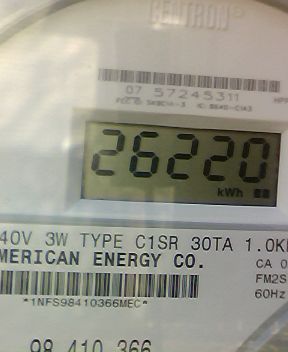 CENTRON®
07 57245311
26220
kWh
40V 3W TYPE C1SR 30TA 1.0K
MERICAN ENERGY CO.
CA 0
FM2S
60Hz
*1NFS98410366MEC*
98 410 366